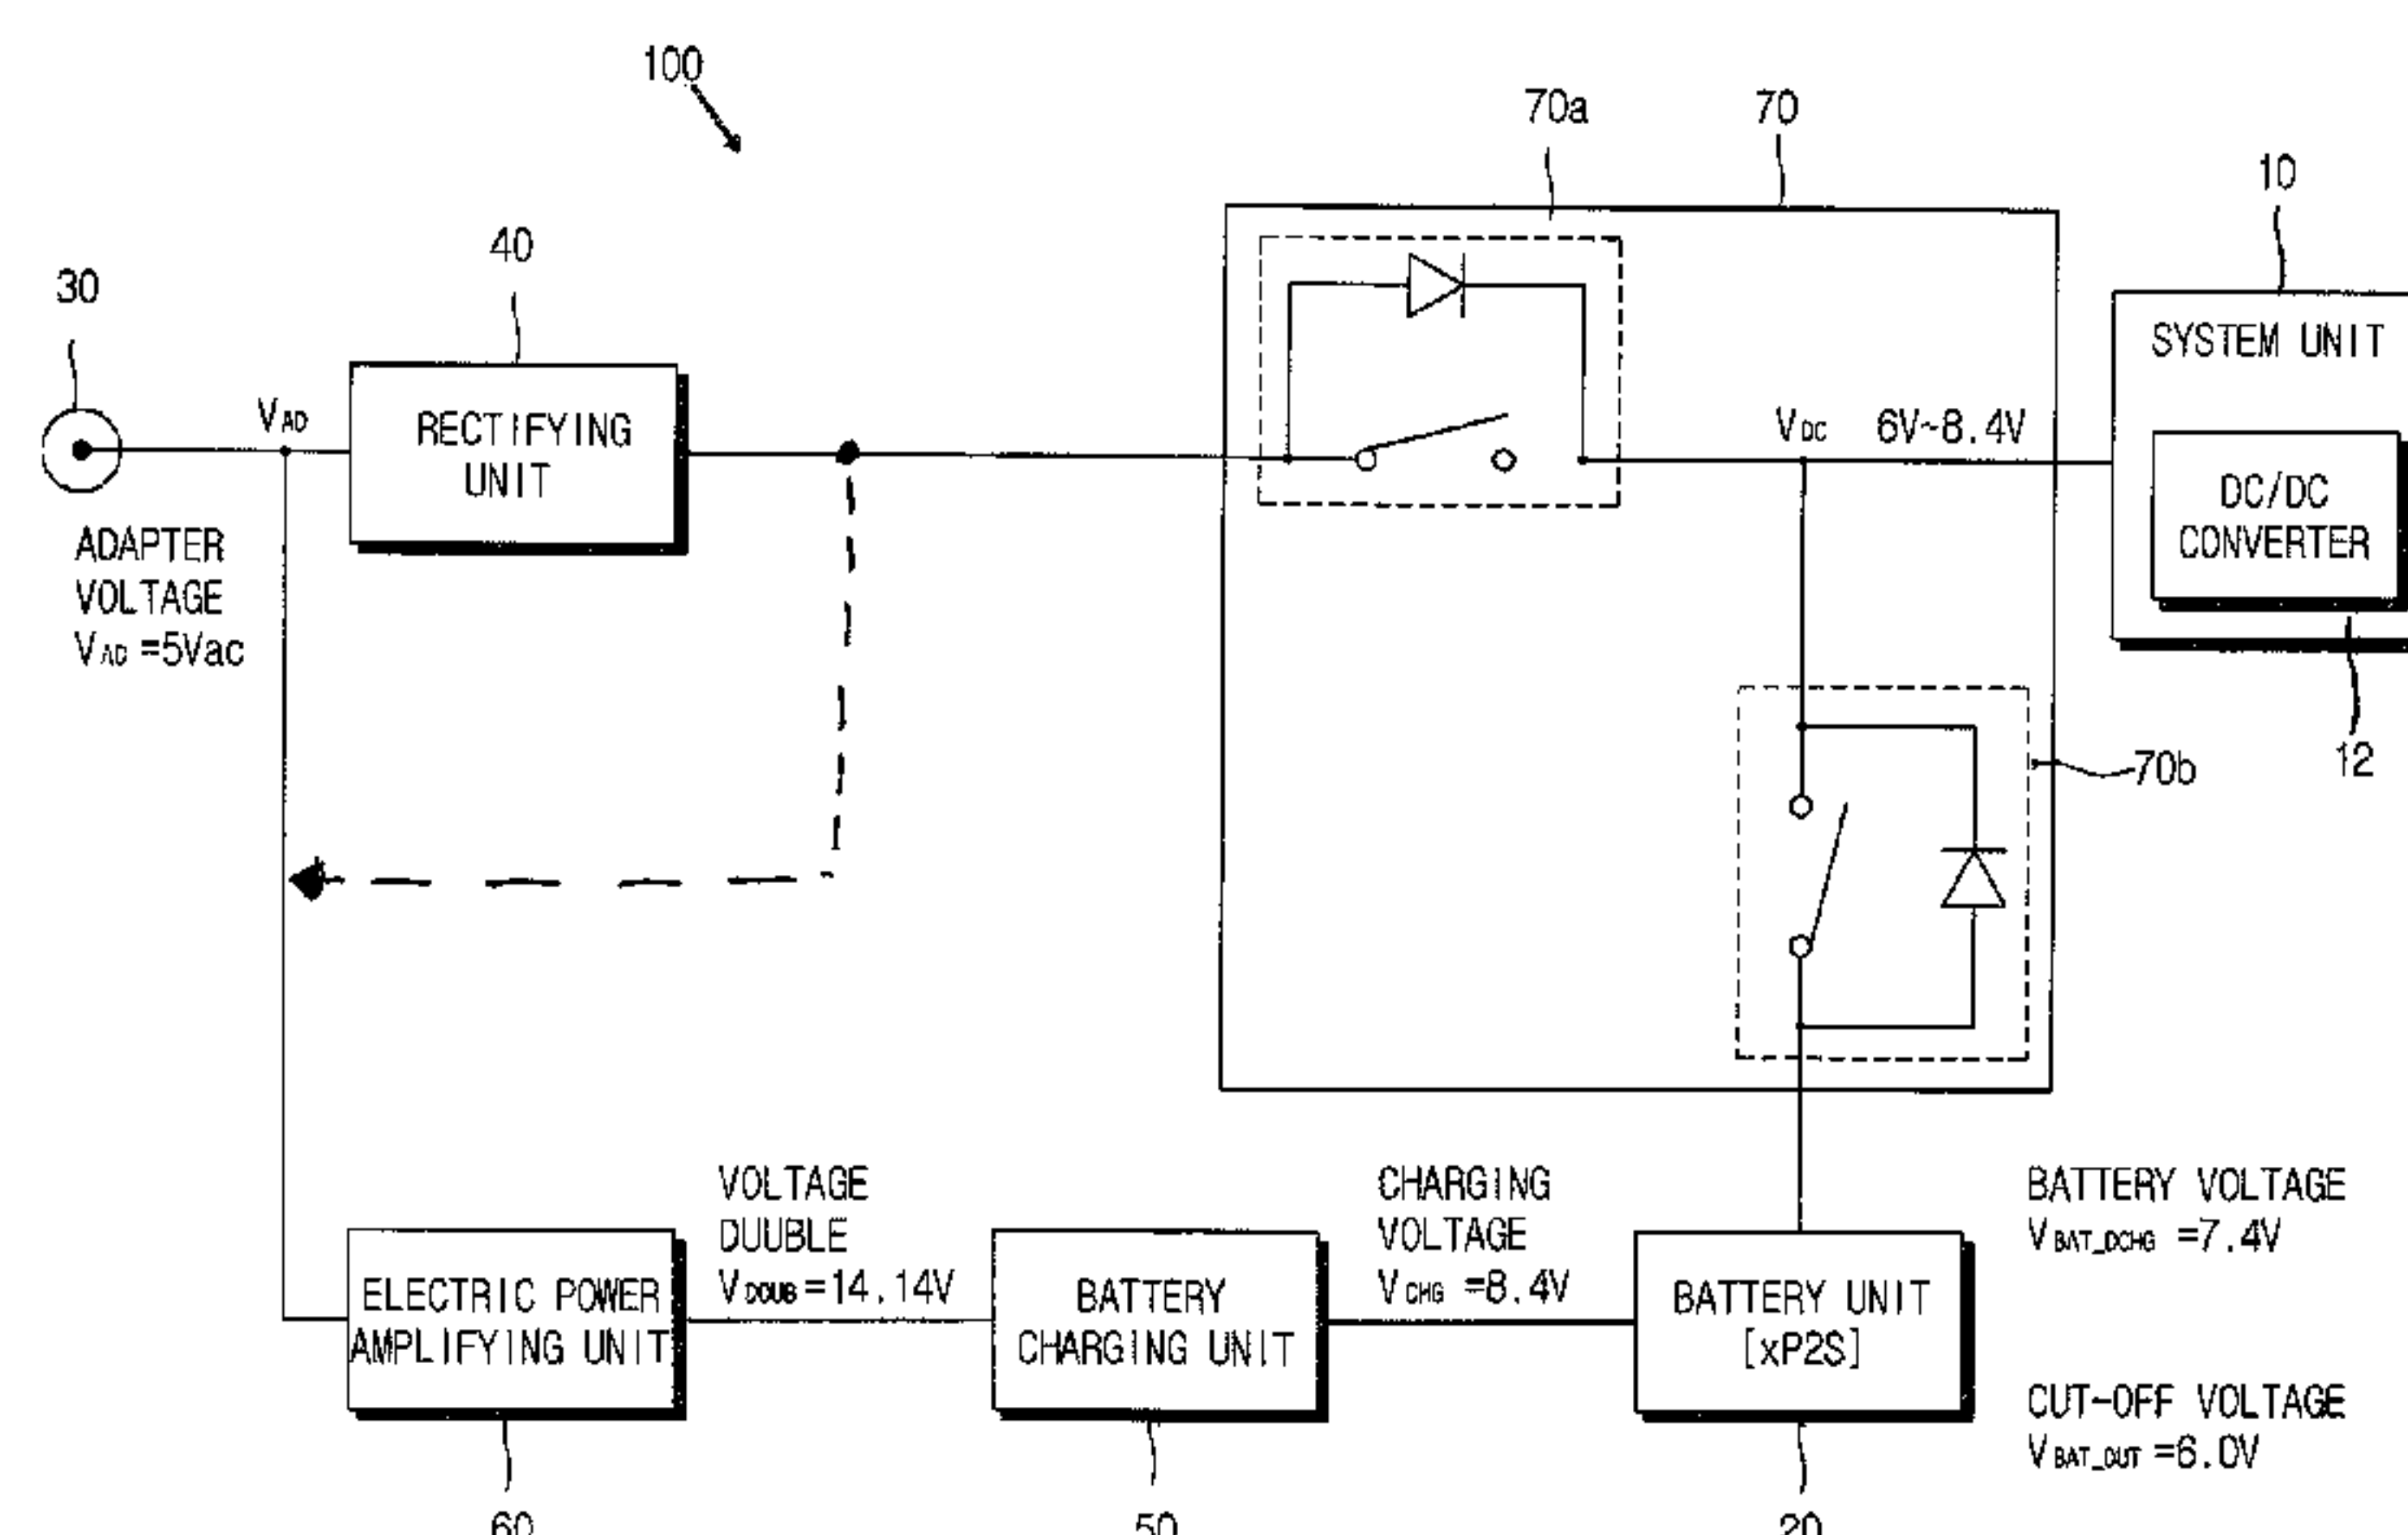 100
70a
70
10
40
30
SYSTEM UNIT
VAD
RECTIFYING
UNIT
VDC 6V~8.4V
DC/DC
CONVERTER
ADAPTER
VOLTAGE
VAD =5Vac
70b
12
VOLTAGE
DUUBLE
VDOUB =14.14V
CHARGING
VOLTAGE
VCHG =8.4V
BATTERY VOLTAGE
VBAT_DCHG =7.4V
ELECTRIC POWER
AMPLIFYING UNIT
BATTERY
CHARGING UNIT
BATTERY UNIT
[xP2S]
CUT-OFF VOLTAGE
VBAT_OUT =6.0V
60
50
20